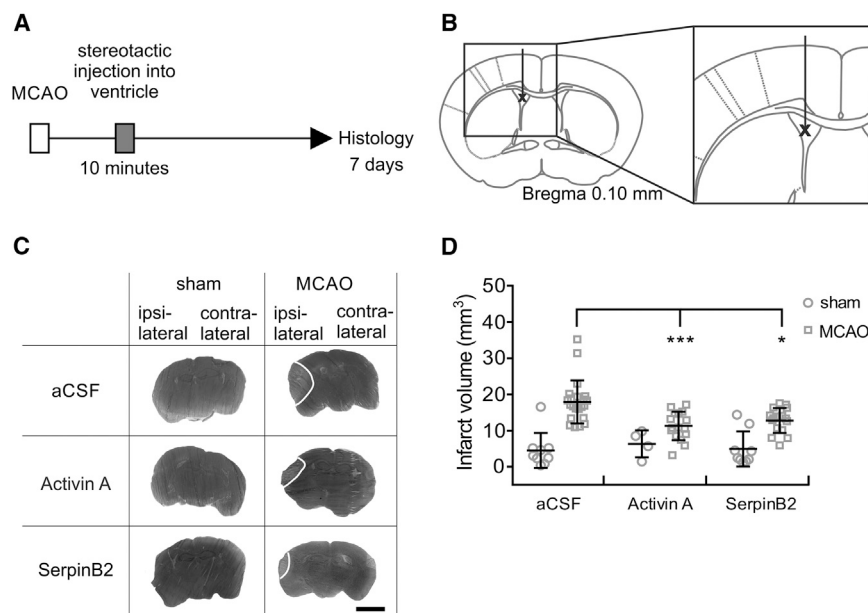 A
stereotactic
injection into
ventricle
MCAO
10 minutes
Histology
7 days
B
x
x
Bregma 0.10 mm
C
sham
MCAO
ipsi-
lateral
contra-
lateral
ipsi-
lateral
contra-
lateral
aCSF
Activin A
SerpinB2
D
Infarct volume (mm³)
50
40
30
20
10
0
***
*
sham
MCAO
aCSF
Activin A
SerpinB2